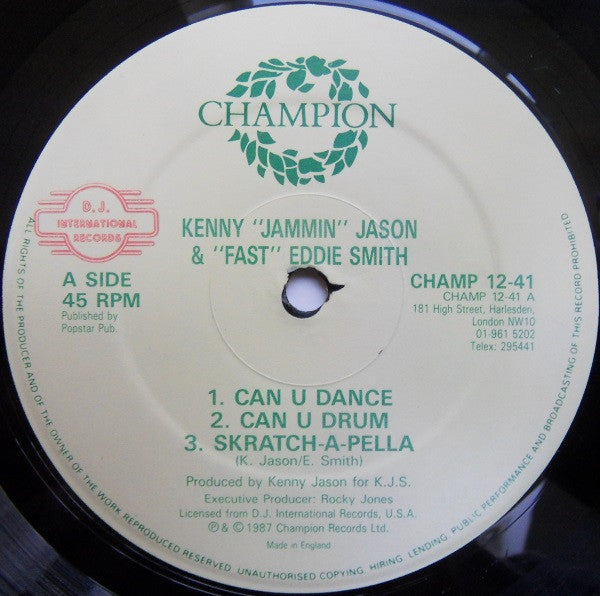 CHAMPION
D.J.
INTERNATIONAL
RECORDS
KENNY "JAMMIN" JASON
& "FAST" EDDIE SMITH
A SIDE
45 RPM
Published by
Popstar Pub.
CHAMP 12-41
CHAMP 12-41 A
181 High Street, Harlesden,
London NW10
01-961 5202
Telex: 295441
1. CAN U DANCE
2. CAN U DRUM
3. SKRATCH-A-PELLA
(K. Jason/E. Smith)
Produced by Kenny Jason for K.J.S.
Executive Producer: Rocky Jones
Licensed from D.J. International Records, U.S.A.
℗ & © 1987 Champion Records Ltd.
Made in England
ALL RIGHTS OF THE PRODUCER AND OF THE OWNER OF THE WORK REPRODUCED RESERVED. UNAUTHORISED COPYING, HIRING, LENDING, PUBLIC PERFORMANCE AND BROADCASTING OF THIS RECORD PROHIBITED.